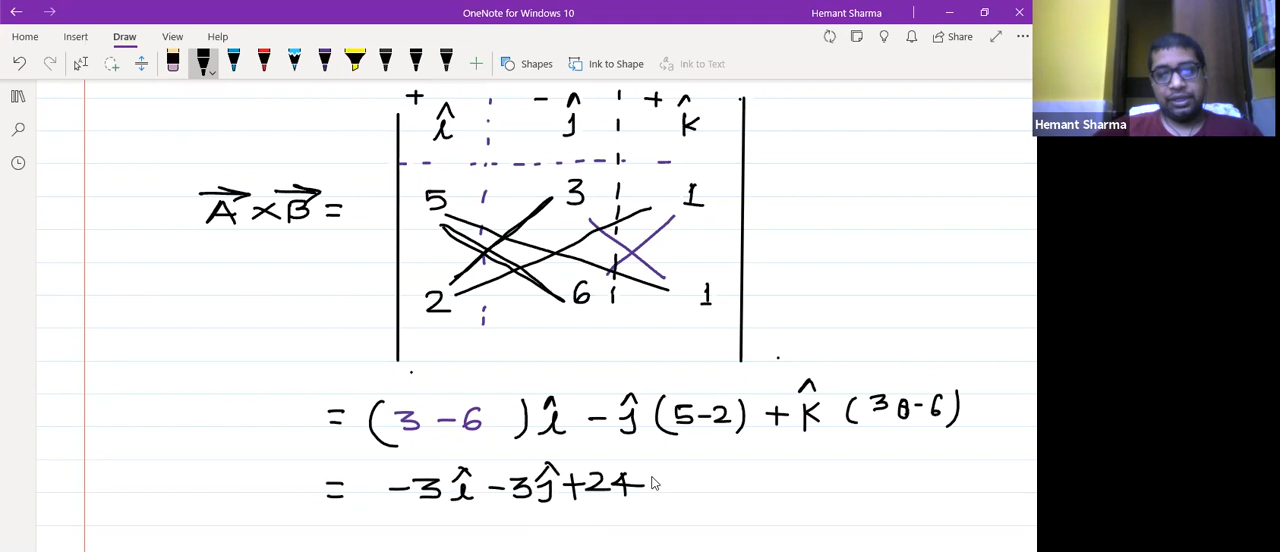 OneNote for Windows 10
Hemant Sharma
Home Insert Draw View Help
Share
Shapes Ink to Shape Ink to Text
Hemant Sharma
+ î - ĵ + k̂
5 3 1
A⃗ × B⃗ =
2 6 1
= (3 - 6) î - ĵ (5-2) + k̂ (30-6)
= -3î - 3ĵ + 24